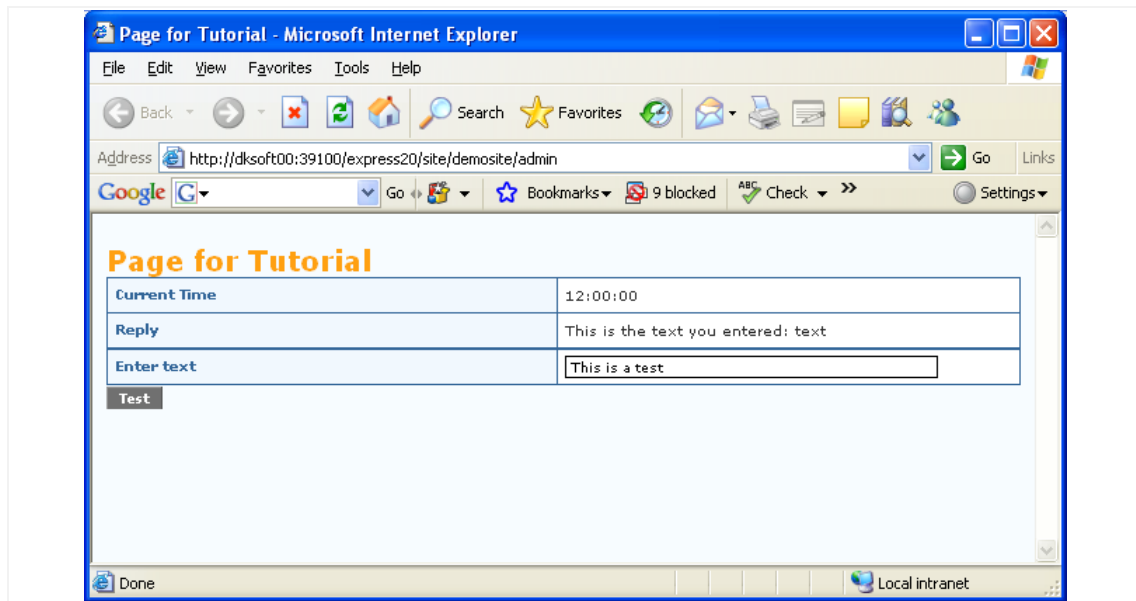 Page for Tutorial - Microsoft Internet Explorer
File Edit View Favorites Tools Help
Back Search Favorites
Address http://dksoft00:39100/express20/site/demosite/admin Go Links
Google G Go Bookmarks 9 blocked ABC Check » Settings
Page for Tutorial
Current Time 12:00:00
Reply This is the text you entered: text
Enter text This is a test
Test
Done Local intranet